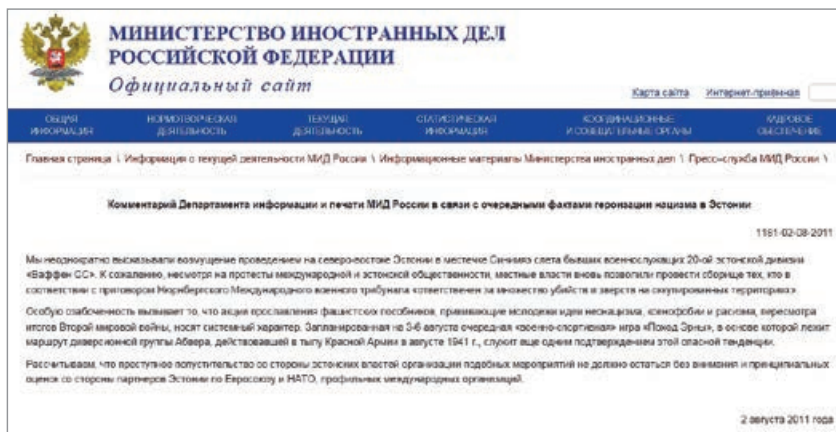 МИНИСТЕРСТВО ИНОСТРАННЫХ ДЕЛ
РОССИЙСКОЙ ФЕДЕРАЦИИ
Официальный сайт
Карта сайта Интернет-приёмная
ОБЩАЯ ИНФОРМАЦИЯ
НОРМОТВОРЧЕСКАЯ ДЕЯТЕЛЬНОСТЬ
ТЕКУЩАЯ ДЕЯТЕЛЬНОСТЬ
СТАТИСТИЧЕСКАЯ ИНФОРМАЦИЯ
КООРДИНАЦИОННЫЕ И СОВЕЩАТЕЛЬНЫЕ ОРГАНЫ
КАДРОВОЕ ОБЕСПЕЧЕНИЕ
Главная страница \ Информация о текущей деятельности МИД России \ Информационные материалы Министерства иностранных дел \ Пресс-служба МИД России \
Комментарий Департамента информации и печати МИД России в связи с очередными фактами героизации нацизма в Эстонии
1161-02-08-2011
Мы неоднократно высказывали возмущение проведением на северо-востоке Эстонии в местечке Синимяэ слета бывших военнослужащих 20-ой эстонской дивизии
«Ваффен СС». К сожалению, несмотря на протесты международной и эстонской общественности, местные власти вновь позволили провести сборище тех, кто в
соответствии с приговором Нюрнбергского Международного военного трибунала «ответственен за множество убийств и зверств на оккупированных территориях».
Особую озабоченность вызывает то, что акции прославления фашистских пособников, прививающие молодежи идеи неонацизма, ксенофобии и расизма, пересмотра
итогов Второй мировой войны, носят системный характер. Запланированная на 3-6 августа очередная «военно-спортивная» игра «Поход Эрны», в основе которой лежит
маршрут диверсионной группы Абвера, действовавшей в тылу Красной Армии в августе 1941 г., служит еще одним подтверждением этой опасной тенденции.
Рассчитываем, что преступное попустительство со стороны эстонских властей организации подобных мероприятий не должно остаться без внимания и принципиальных
оценок со стороны партнеров Эстонии по Евросоюзу и НАТО, профильных международных организаций.
2 августа 2011 года